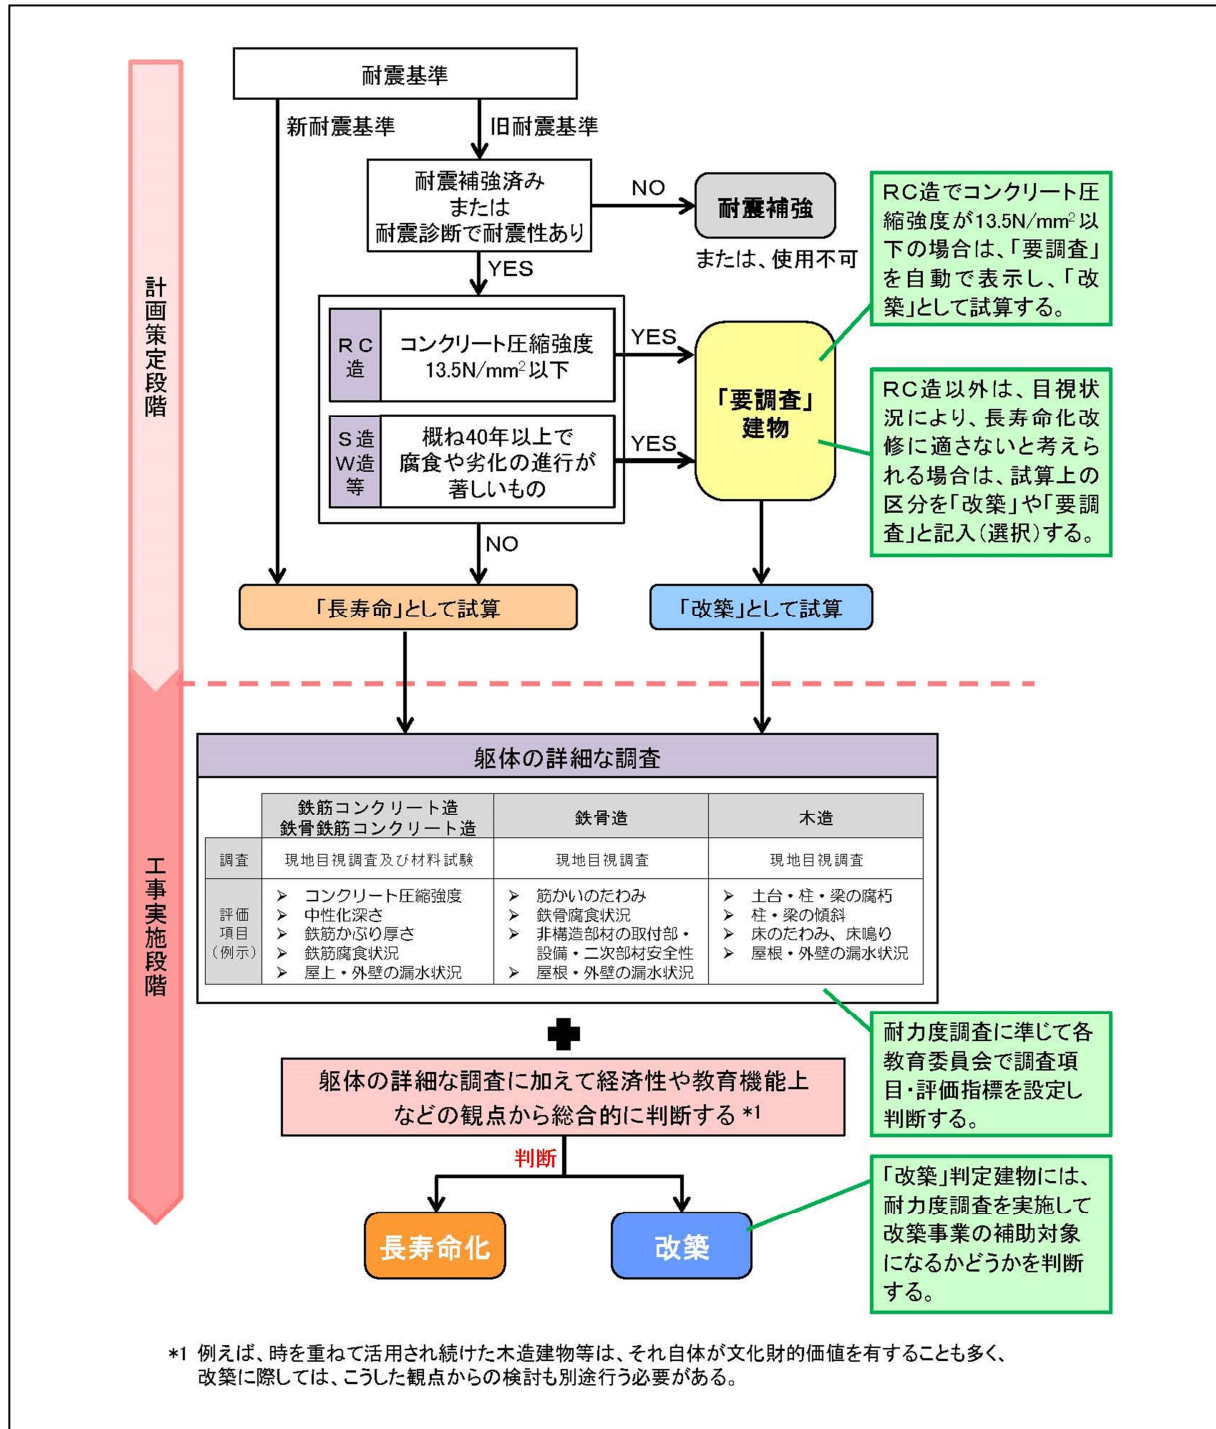 耐震基準
新耐震基準
旧耐震基準
耐震補強済み
または
耐震診断で耐震性あり
NO
耐震補強
または、使用不可
YES
RC
造
コンクリート圧縮強度
13.5N/mm²以下
YES
S造
W造
等
概ね40年以上で
腐食や劣化の進行が
著しいもの
YES
「要調査」
建物
RC造でコンクリート圧
縮強度が13.5N/mm²以
下の場合は、「要調査」
を自動で表示し、「改
築」として試算する。
RC造以外は、目視状
況により、長寿命化改
修に適さないと考えら
れる場合は、試算上の
区分を「改築」や「要調
査」と記入(選択)する。
NO
「長寿命」として試算
「改築」として試算
計画策定段階
工事実施段階
躯体の詳細な調査
鉄筋コンクリート造
鉄骨鉄筋コンクリート造
鉄骨造
木造
調査
現地目視調査及び材料試験
現地目視調査
現地目視調査
評価
項目
(例示)
➢ コンクリート圧縮強度
➢ 中性化深さ
➢ 鉄筋かぶり厚さ
➢ 鉄筋腐食状況
➢ 屋上・外壁の漏水状況
➢ 筋かいのたわみ
➢ 鉄骨腐食状況
➢ 非構造部材の取付部・
設備・二次部材安全性
➢ 屋根・外壁の漏水状況
➢ 土台・柱・梁の腐朽
➢ 柱・梁の傾斜
➢ 床のたわみ、床鳴り
➢ 屋根・外壁の漏水状況
耐力度調査に準じて各
教育委員会で調査項
目・評価指標を設定し
判断する。
躯体の詳細な調査に加えて経済性や教育機能上
などの観点から総合的に判断する *1
判断
長寿命化
改築
「改築」判定建物には、
耐力度調査を実施して
改築事業の補助対象
になるかどうかを判断
する。
*1 例えば、時を重ねて活用され続けた木造建物等は、それ自体が文化財的価値を有することも多く、
改築に際しては、こうした観点からの検討も別途行う必要がある。